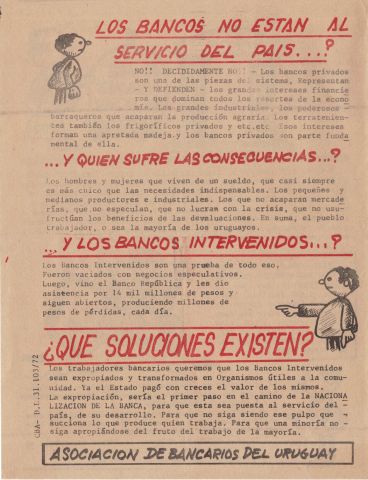 LOS BANCOS NO ESTAN AL
SERVICIO DEL PAIS...?
NO!! DECIDIDAMENTE NO!! - Los bancos privados
son una de las piezas del sistema, Representan
- Y DEFIENDEN - los grandes intereses financie
ros que dominan todos los resortes de la econo
mía. Los grandes industriales, los poderosos -
barraqueros que acaparan la producción agraria. Los terratenien-
tes también los frigoríficos privados y etc.etc Esos intereses
forman una apretada madeja.y los bancos privados son parte funda
mental de ella.
...Y QUIEN SUFRE LAS CONSECUENCIAS...?
Los hombres y mujeres que viven de un sueldo, que casi siempre
es más chico que las necesidades indispensables. Los pequeños y
medianos productores e industriales. Los que no acaparan mercade
rías, que no especulan, que no lucran con la crisis, que no usu-
fructúan los beneficios de las devaluaciones. En suma, el pueblo
trabajador, o sea la mayoría de los uruguayos.
...Y LOS BANCOS INTERVENIDOS...?
Los Bancos Intervenidos son una prueba de todo eso.
Fueron vaciados con negocios especulativos.
Luego, vino el Banco República y les dio
asistencia por 14 mil millones de pesos y
siguen abiertos, produciendo millones de
pesos de pérdidas, cada día.
¿QUE SOLUCIONES EXISTEN?
Los trabajadores bancarios queremos que los Bancos Intervenidos
sean expropiados y transformados en Organismos útiles a la comu-
nidad. Ya el Estado pagó con creces el valor de los mismos.
La expropiación, sería el primer paso en el camino de la NACIONA
LIZACION DE LA BANCA, para que esta sea puesta al servicio del -
país, de su desarrollo. Para que no siga siendo ese pulpo que -
succiona lo que produce quien trabaja. Para que una minoría no -
siga apropiándose del fruto del trabajo de la mayoría.
CBA- D.I.31.103/72
ASOCIACION DE BANCARIOS DEL URUGUAY